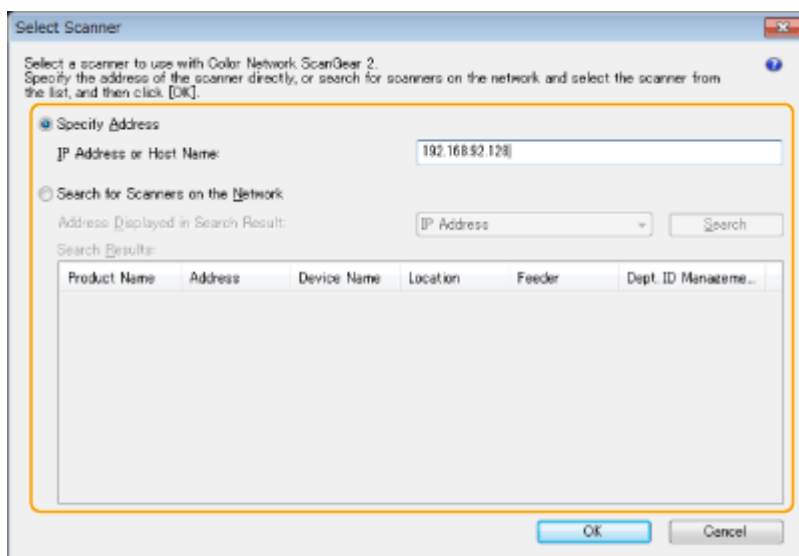 Select Scanner
Select a scanner to use with Color Network ScanGear 2.
Specify the address of the scanner directly, or search for scanners on the network and select the scanner from
the list, and then click [OK].
Specify Address
IP Address or Host Name: 192.168.92.128
Search for Scanners on the Network
Address Displayed in Search Result: IP Address Search
Search Results:
Product Name Address Device Name Location Feeder Dept. ID Manageme...
OK Cancel